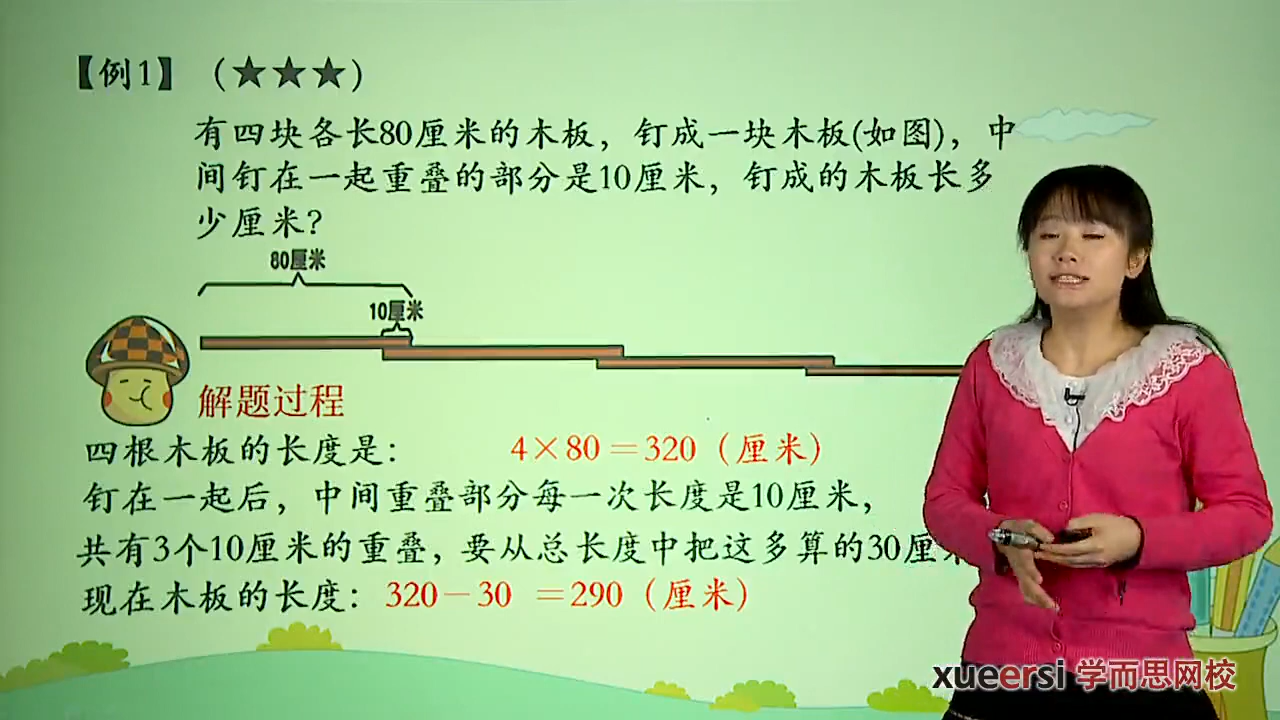 【例1】（★★★）
有四块各长80厘米的木板，钉成一块木板(如图)，中
间钉在一起重叠的部分是10厘米，钉成的木板长多
少厘米？
80厘米
10厘米
解题过程
四根木板的长度是： 4×80＝320（厘米）
钉在一起后，中间重叠部分每一次长度是10厘米，
共有3个10厘米的重叠，要从总长度中把这多算的30厘
现在木板的长度：320－30 ＝290（厘米）
xueersi 学而思网校